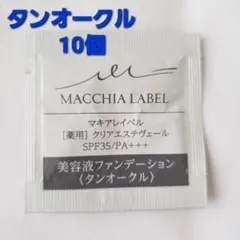 タンオークル
10個
MACCHIA LABEL
マキアレイベル
[薬用] クリアエステヴェール
SPF35/PA+++
美容液ファンデーション
〈タンオークル〉